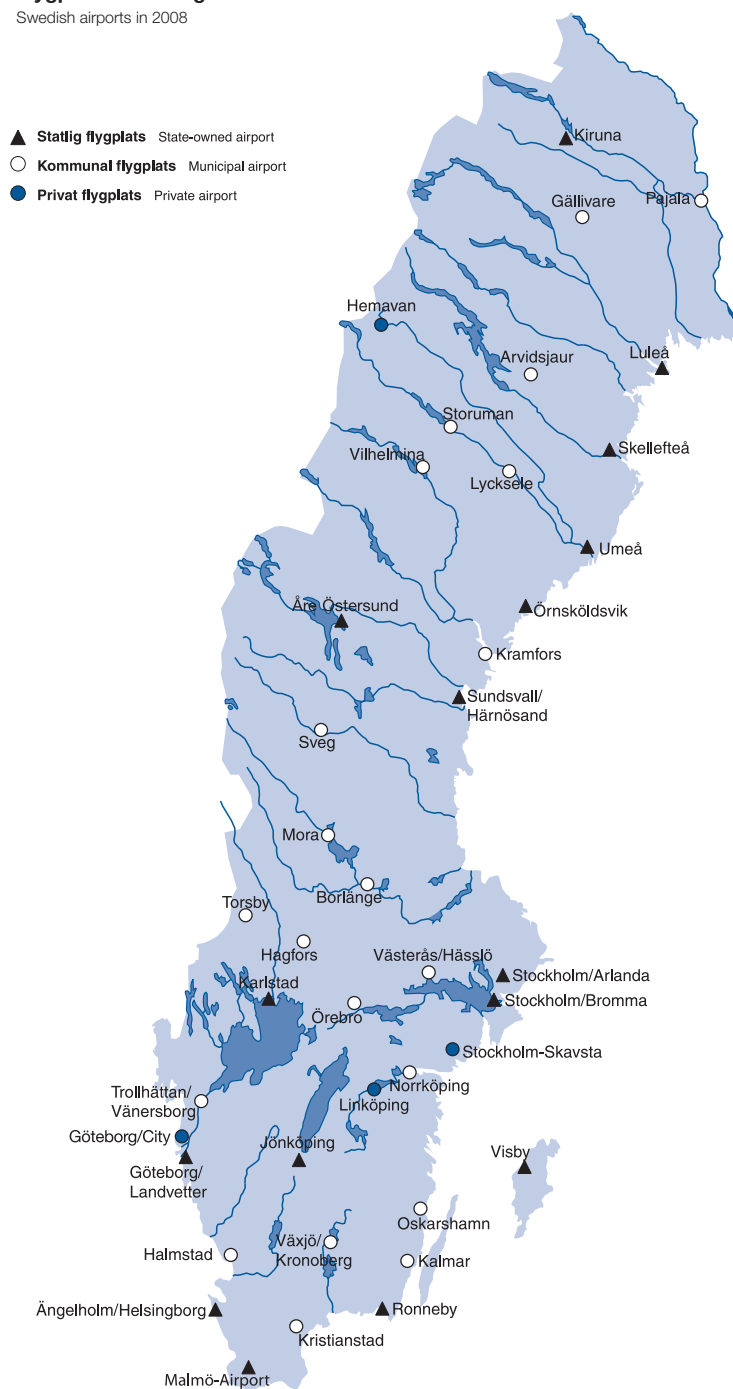 Swedish airports in 2008
Statlig flygplats State-owned airport
Kommunal flygplats Municipal airport
Privat flygplats Private airport
Kiruna
Gällivare
Pajala
Hemavan
Arvidsjaur
Luleå
Storuman
Skellefteå
Vilhelmina
Lycksele
Umeå
Åre Östersund
Örnsköldsvik
Kramfors
Sundsvall/
Härnösand
Sveg
Mora
Borlänge
Torsby
Hagfors
Västerås/Hässlö
Stockholm/Arlanda
Karlstad
Stockholm/Bromma
Örebro
Stockholm-Skavsta
Norrköping
Trollhättan/
Vänersborg
Linköping
Göteborg/City
Jönköping
Visby
Göteborg/
Landvetter
Oskarshamn
Växjö/
Kronoberg
Halmstad
Kalmar
Ängelholm/Helsingborg
Ronneby
Kristianstad
Malmö-Airport